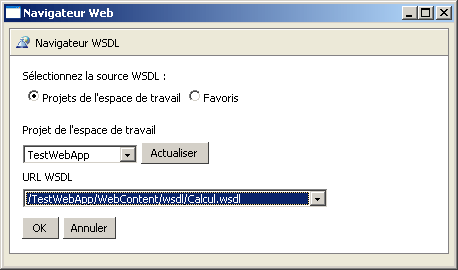 Navigateur Web
Navigateur WSDL
Sélectionnez la source WSDL :
Projets de l'espace de travail Favoris
Projet de l'espace de travail
TestWebApp Actualiser
URL WSDL
/TestWebApp/WebContent/wsdl/Calcul.wsdl
OK Annuler